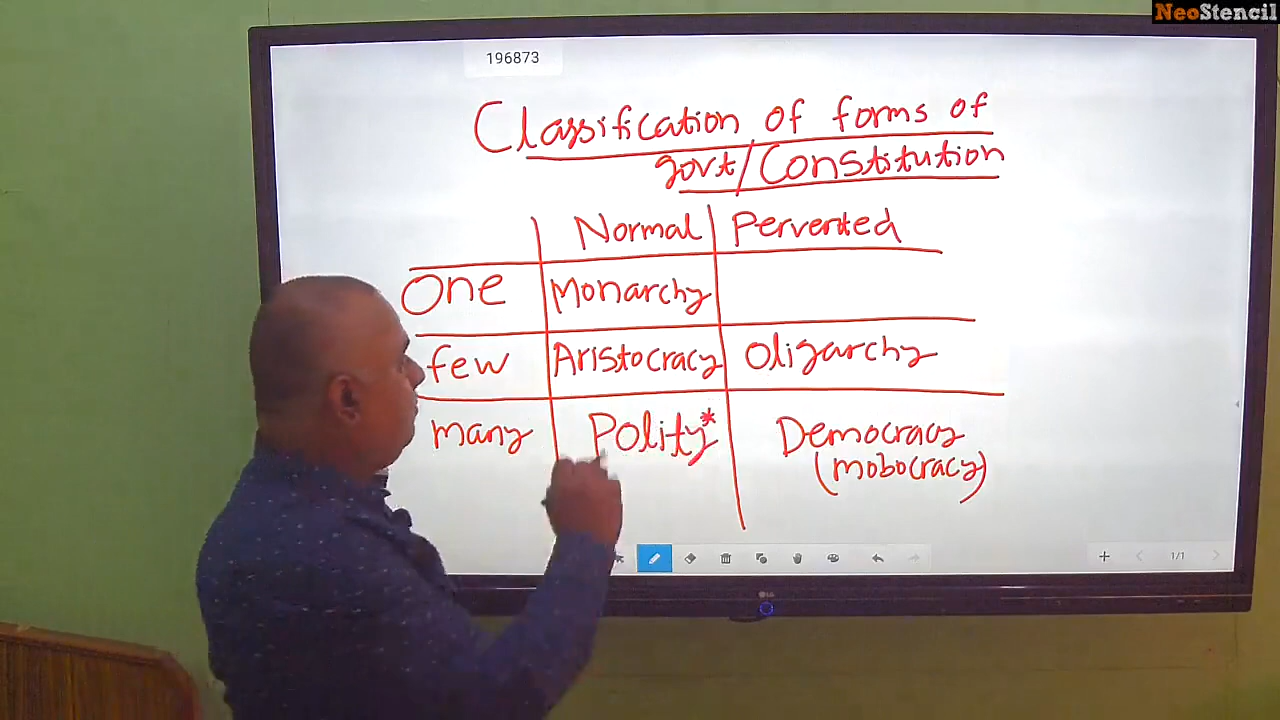 NeoStencil
196873
Classification of forms of
govt/Constitution
Normal Perverted
One Monarchy
few Aristocracy Oligarchy
many Polity* Democracy
(mobocracy)
1/1
LG